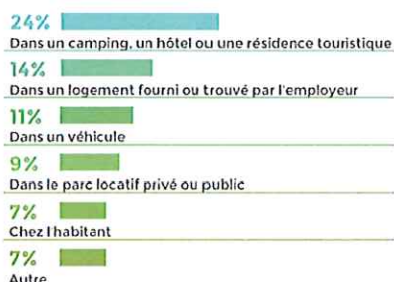 24%
Dans un camping, un hôtel ou une résidence touristique
14%
Dans un logement fourni ou trouvé par l'employeur
11%
Dans un véhicule
9%
Dans le parc locatif privé ou public
7%
Chez l'habitant
7%
Autre